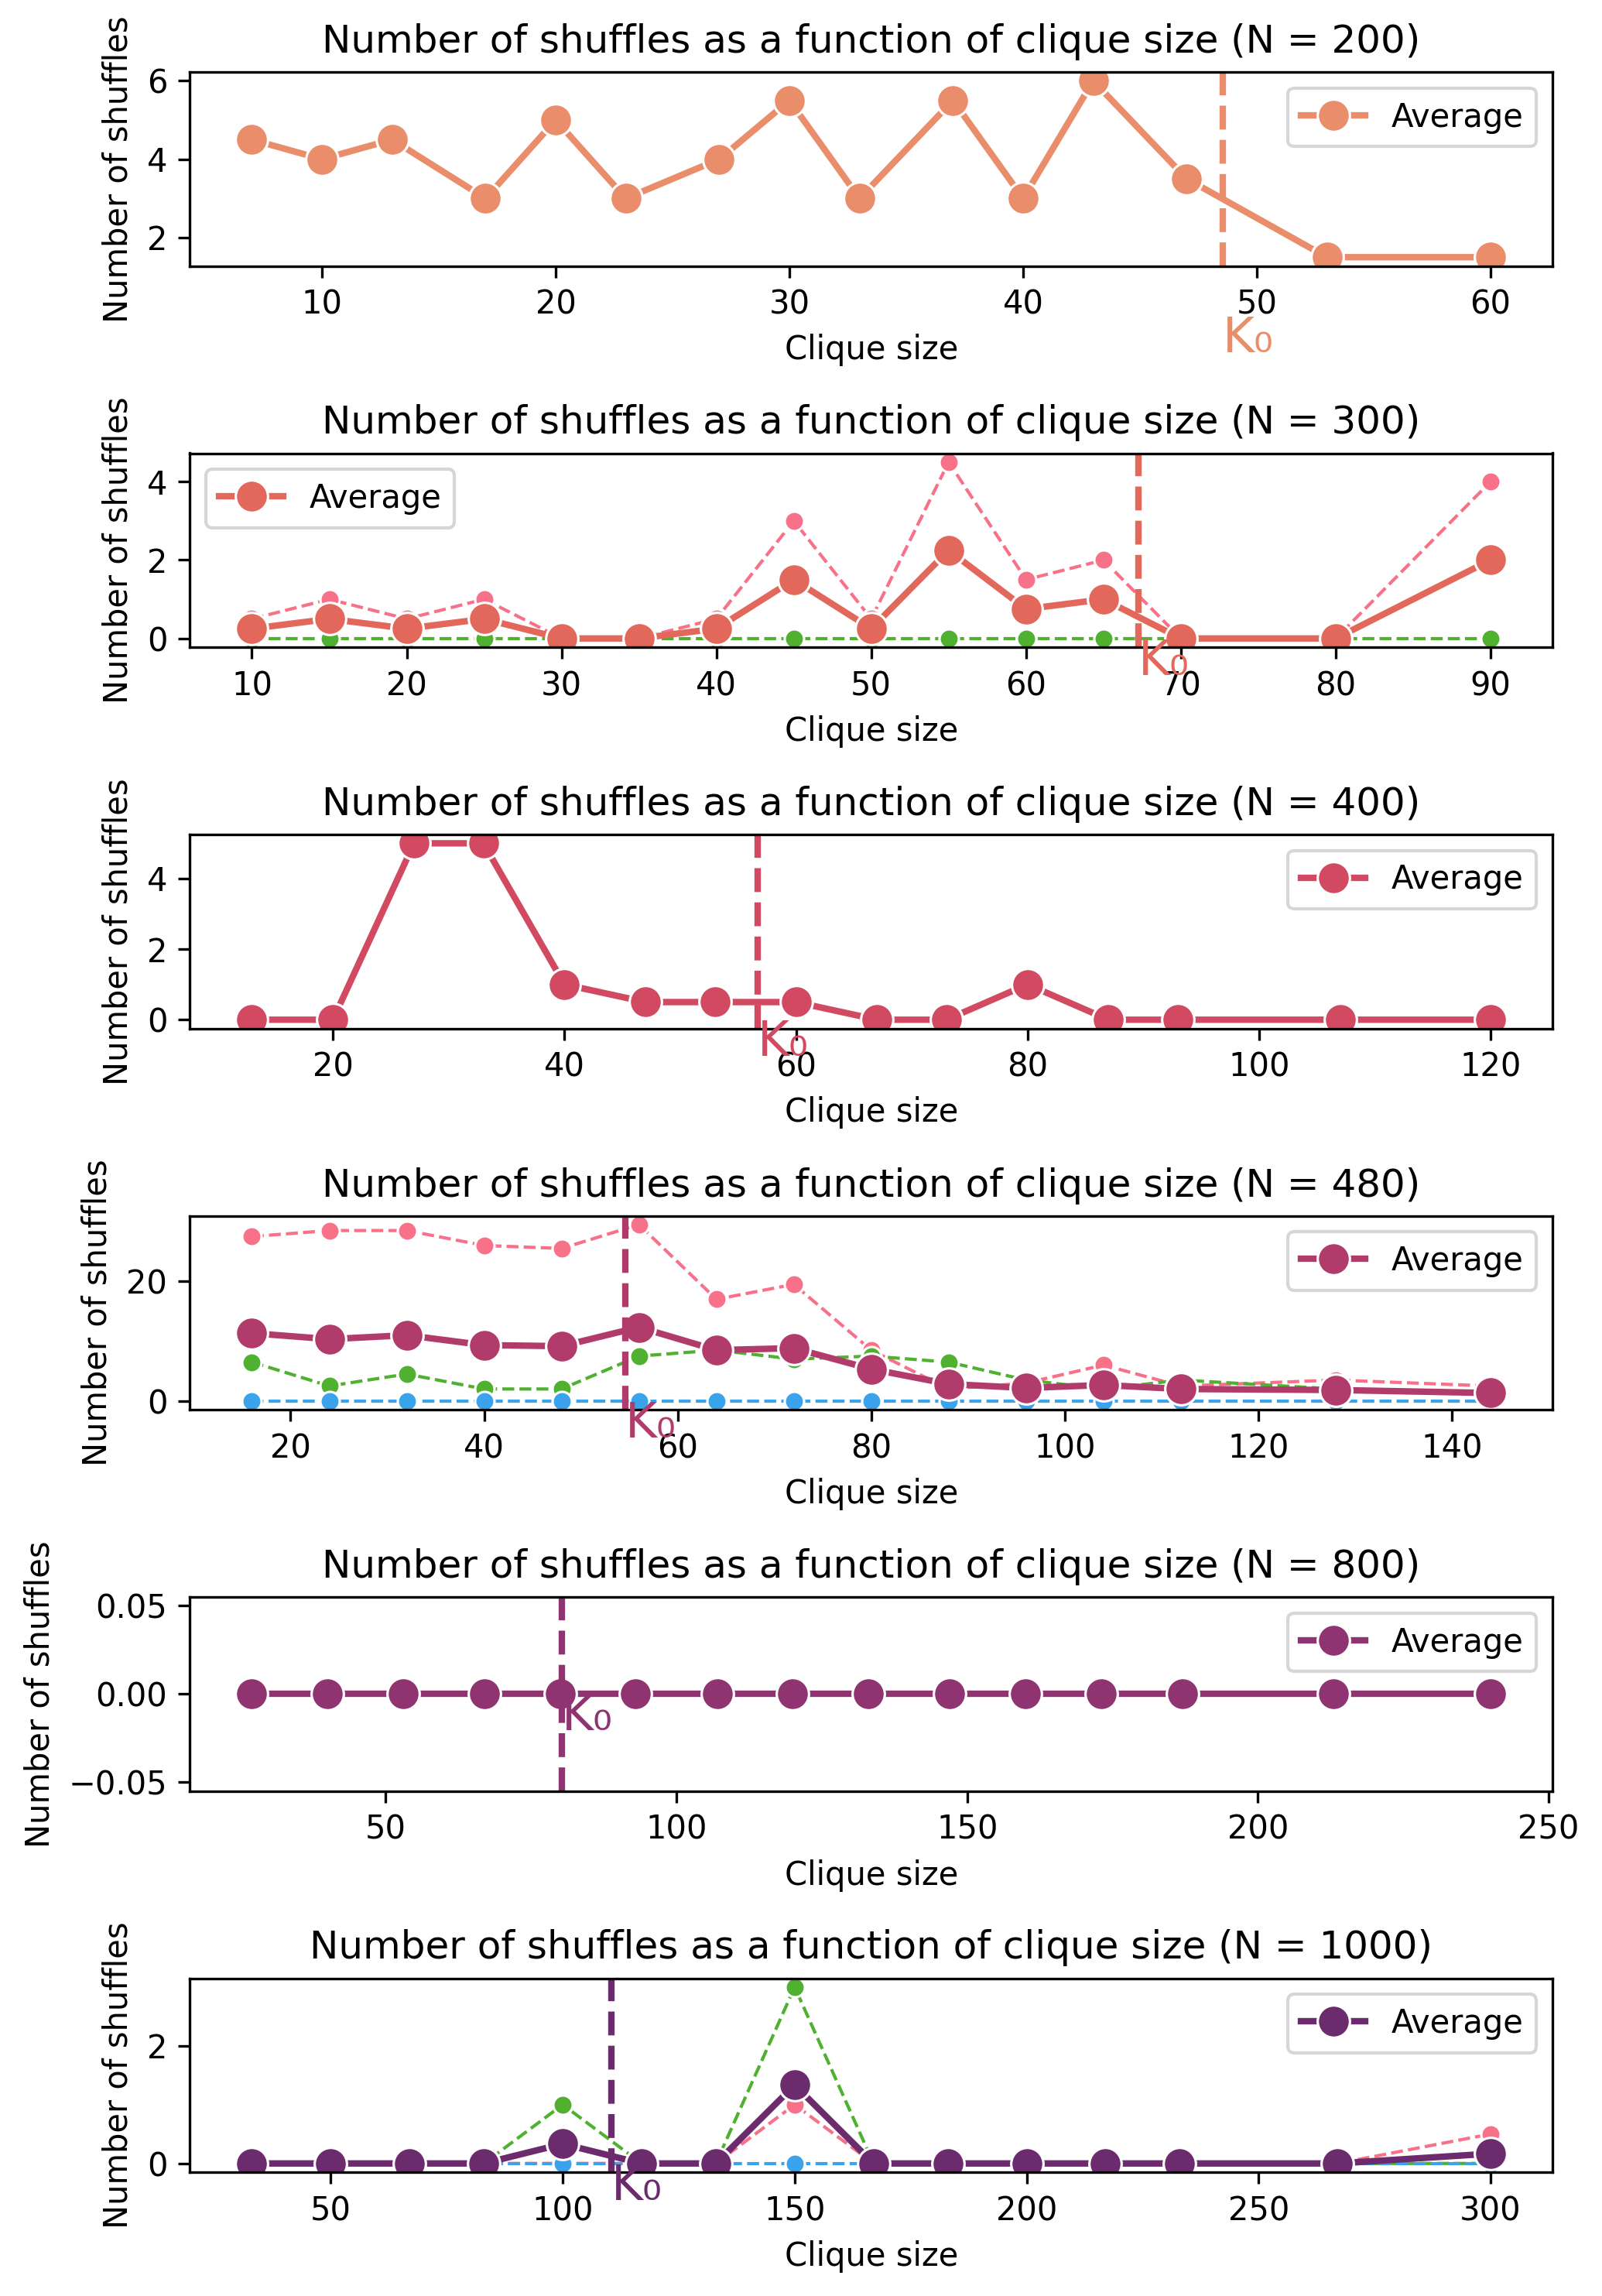 Number of shuffles as a function of clique size (N = 200)
Number of shuffles
6
4
2
Average
10 20 30 40 50 60
K₀
Clique size
Number of shuffles as a function of clique size (N = 300)
Number of shuffles
4
2
0
Average
K₀
10 20 30 40 50 60 70 80 90
Clique size
Number of shuffles as a function of clique size (N = 400)
Number of shuffles
4
2
0
Average
K₀
20 40 60 80 100 120
Clique size
Number of shuffles as a function of clique size (N = 480)
Number of shuffles
20
0
Average
K₀
20 40 60 80 100 120 140
Clique size
Number of shuffles as a function of clique size (N = 800)
Number of shuffles
0.05
0.00
−0.05
Average
K₀
50 100 150 200 250
Clique size
Number of shuffles as a function of clique size (N = 1000)
Number of shuffles
2
0
Average
K₀
50 100 150 200 250 300
Clique size